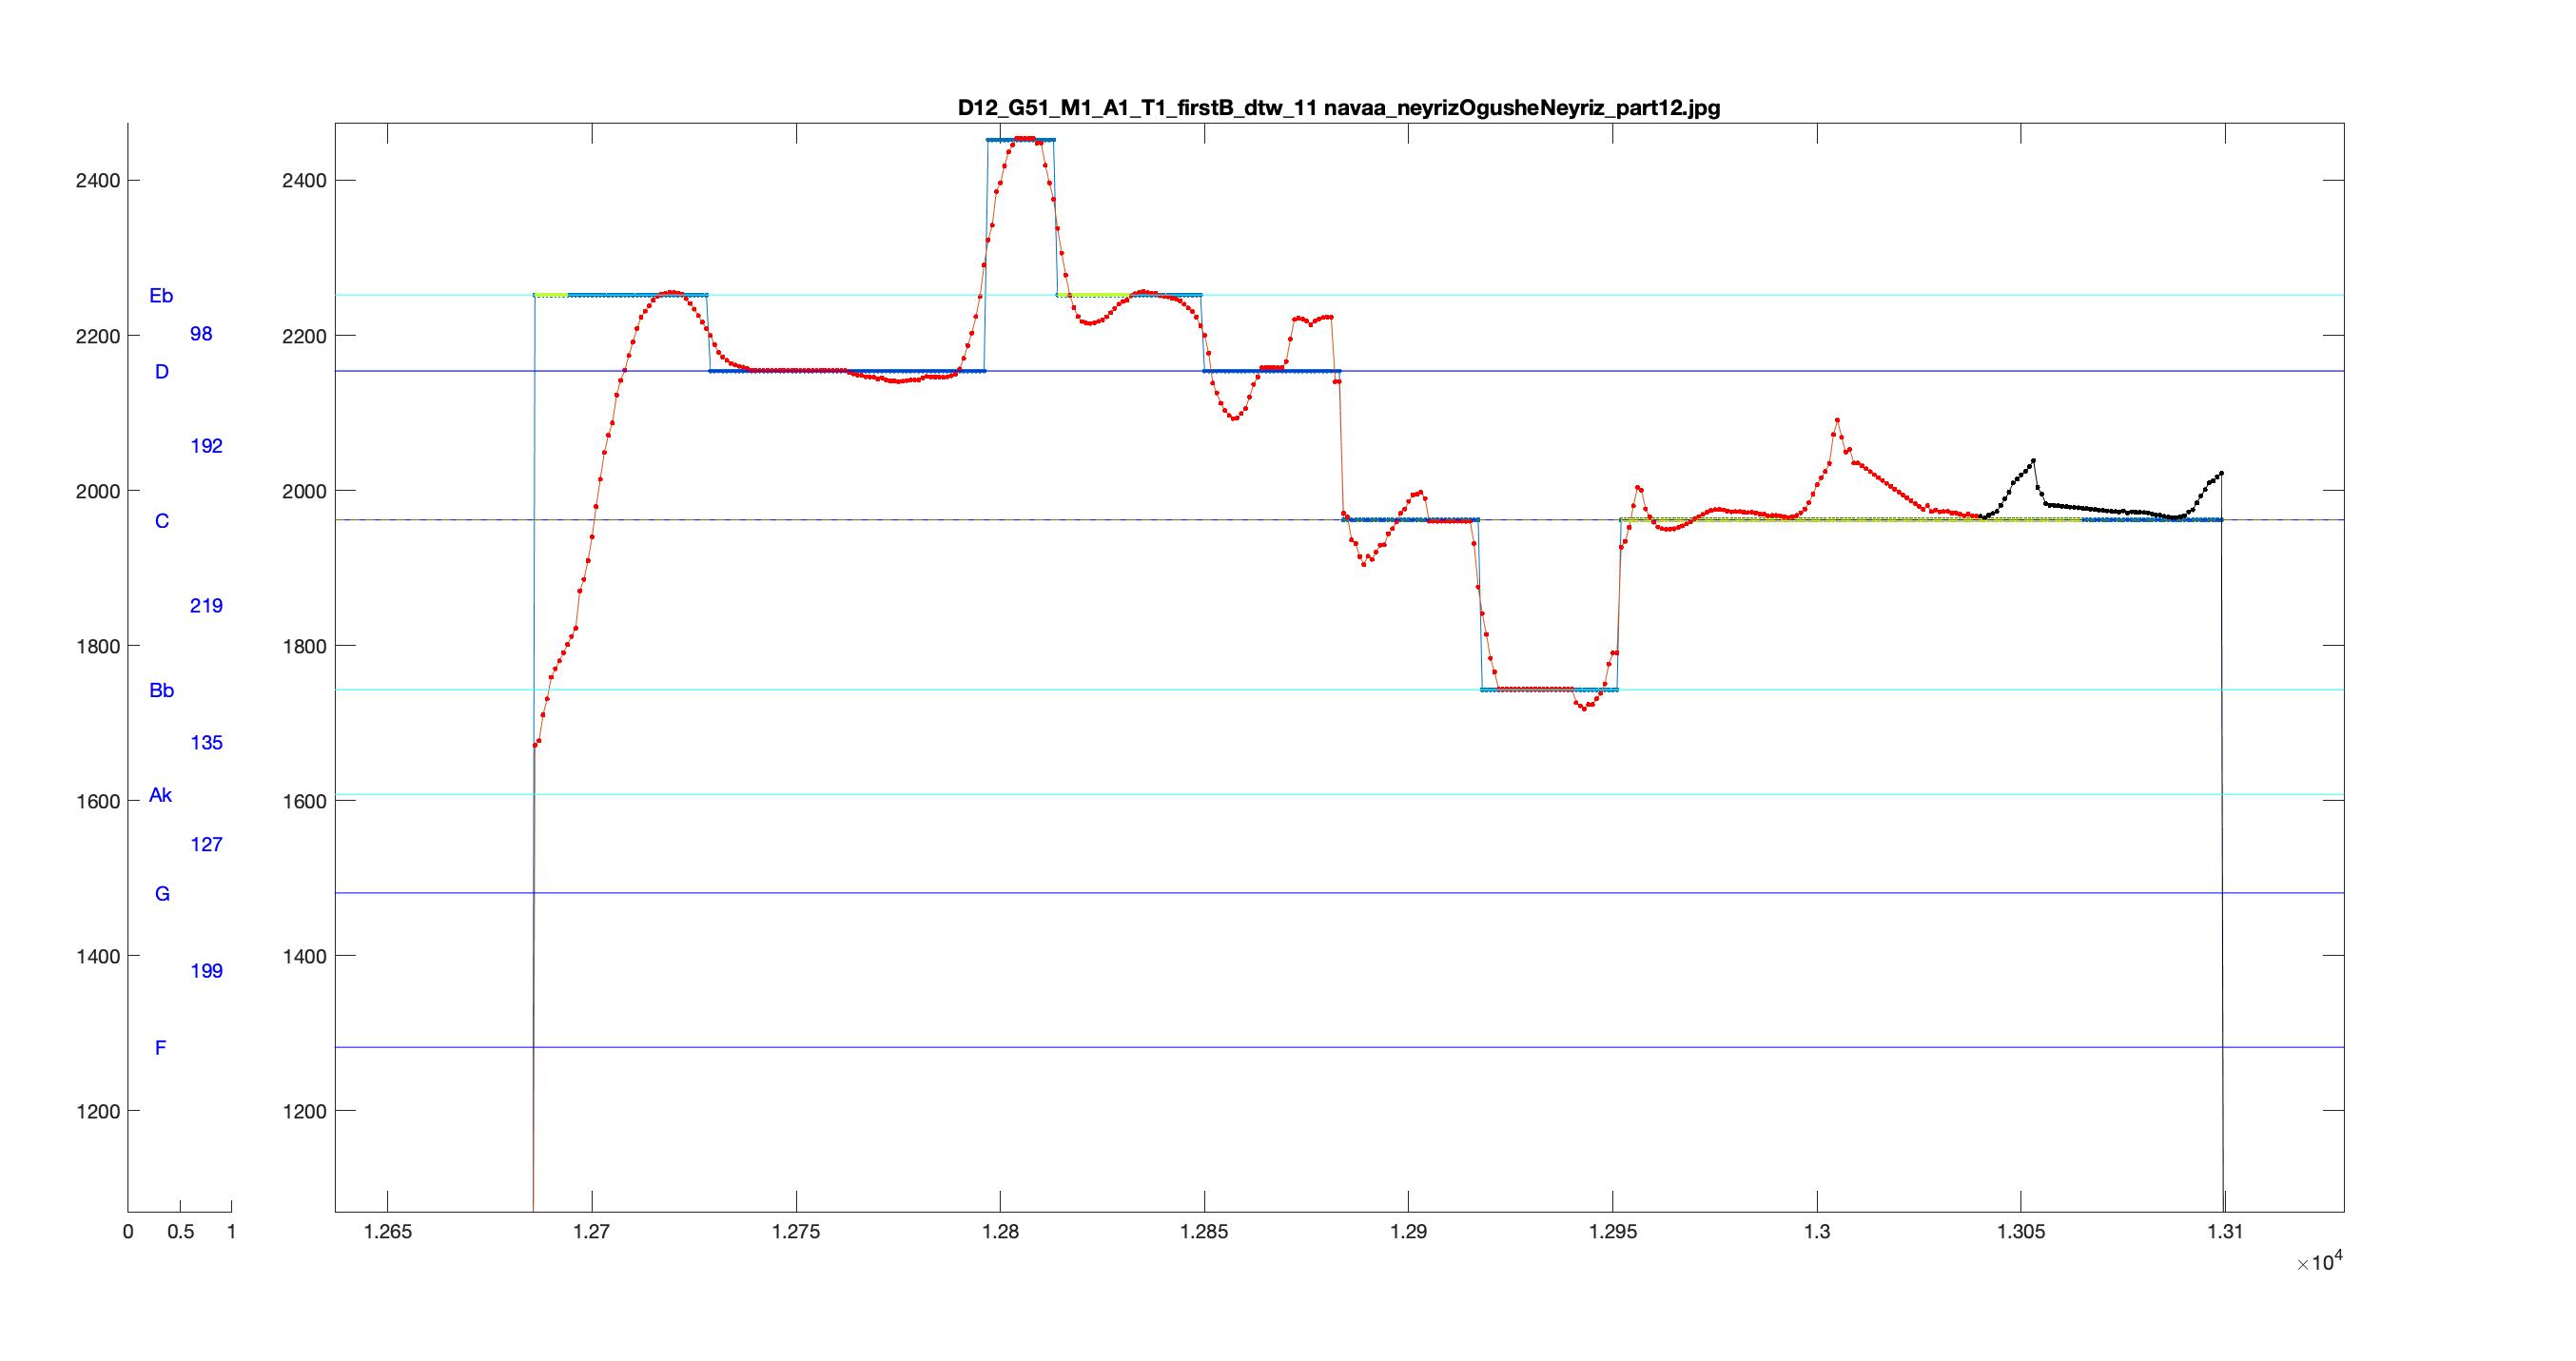 D12_G51_M1_A1_T1_firstB_dtw_11 navaa_neyrizOgusheNeyriz_part12.jpg
2400 2400
Eb
98
2200 2200
D
192
2000 2000
C
219
1800 1800
Bb
135
1600 Ak 1600
127
G
1400 1400
199
F
1200 1200
0 0.5 1 1.265 1.27 1.275 1.28 1.285 1.29 1.295 1.3 1.305 1.31
×10^4